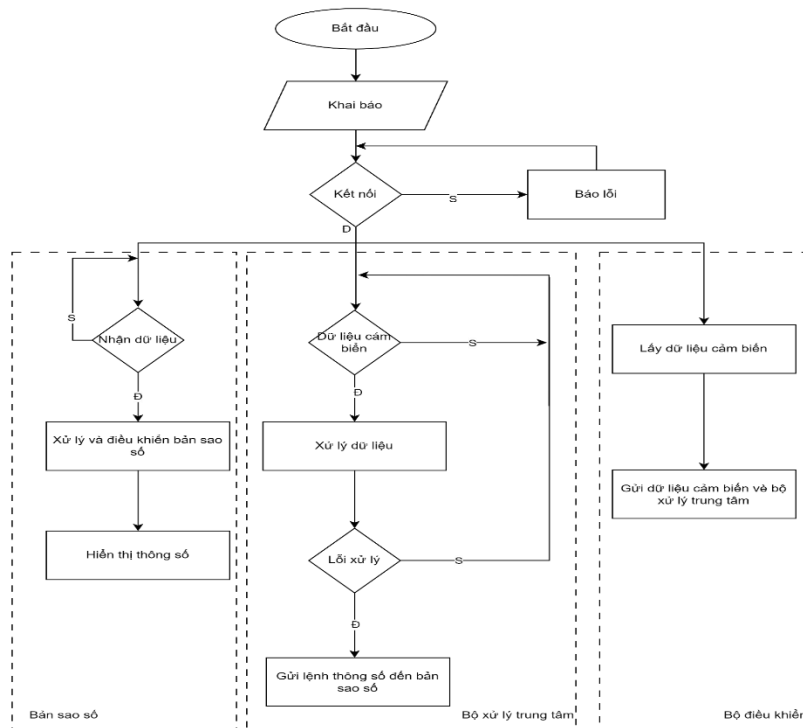 Bắt đầu
Khai báo
Kết nối
S
Báo lỗi
D
S
Nhận dữ liệu
Dữ liệu cảm
biến
S
Lấy dữ liệu cảm biến
Đ
Đ
Xử lý và điều khiển bản sao
số
Xử lý dữ liệu
Gửi dữ liệu cảm biến về bộ
xử lý trung tâm
Hiển thị thông số
Lỗi xử lý
S
Đ
Gửi lệnh thông số đến bản
sao số
Bản sao số
Bộ xử lý trung tâm
Bộ điều khiển